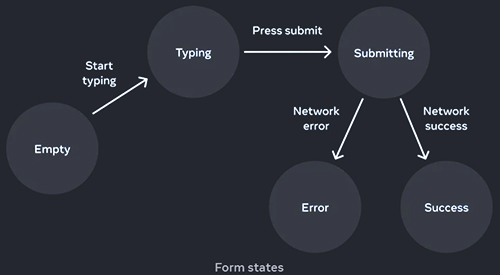 Press submit
Typing
Submitting
Start
typing
Network
error
Network
success
Empty
Error
Success
Form states